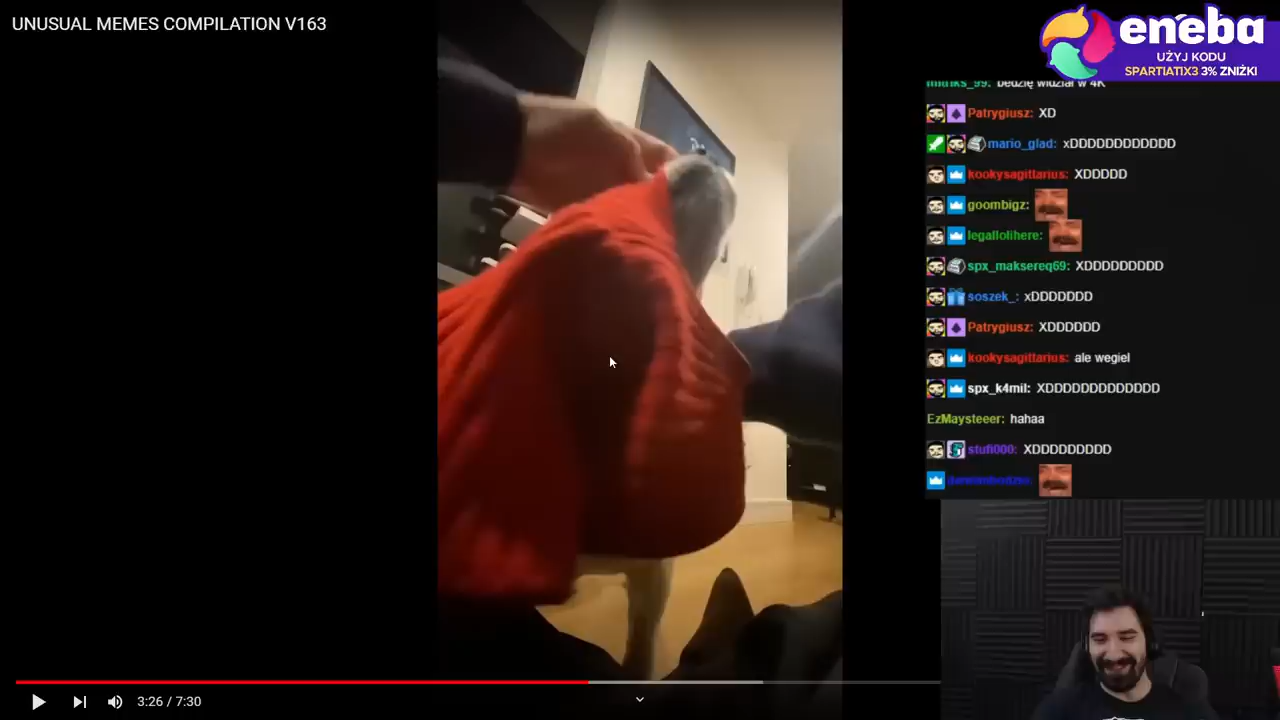 UNUSUAL MEMES COMPILATION V163
eneba
UŻYJ KODU
SPARTIATIX3 3% ZNIŻKI
będzię widział w 4K
Patrygiusz: XD
mario_glad: xDDDDDDDDDDDD
kookysagittarius: XDDDDD
goombigz:
legallolihere:
spx_maksereq69: XDDDDDDDDD
soszek_: xDDDDDDD
Patrygiusz: XDDDDDD
kookysagittarius: ale wegiel
spx_k4mil: XDDDDDDDDDDDDD
EzMaysteeer: hahaa
stufi000: XDDDDDDDDD
3:26 / 7:30